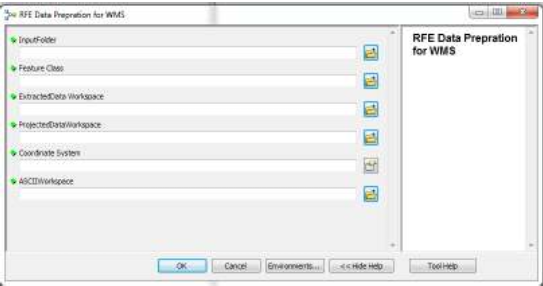 RFE Data Prepration for WMS
InputFolder
Feature Class
ExtractedData Workspace
ProjectedDataWorkspace
Coordinate System
ASCIIWorkspace
RFE Data Prepration
for WMS
OK Cancel Environments... << Hide Help Tool Help